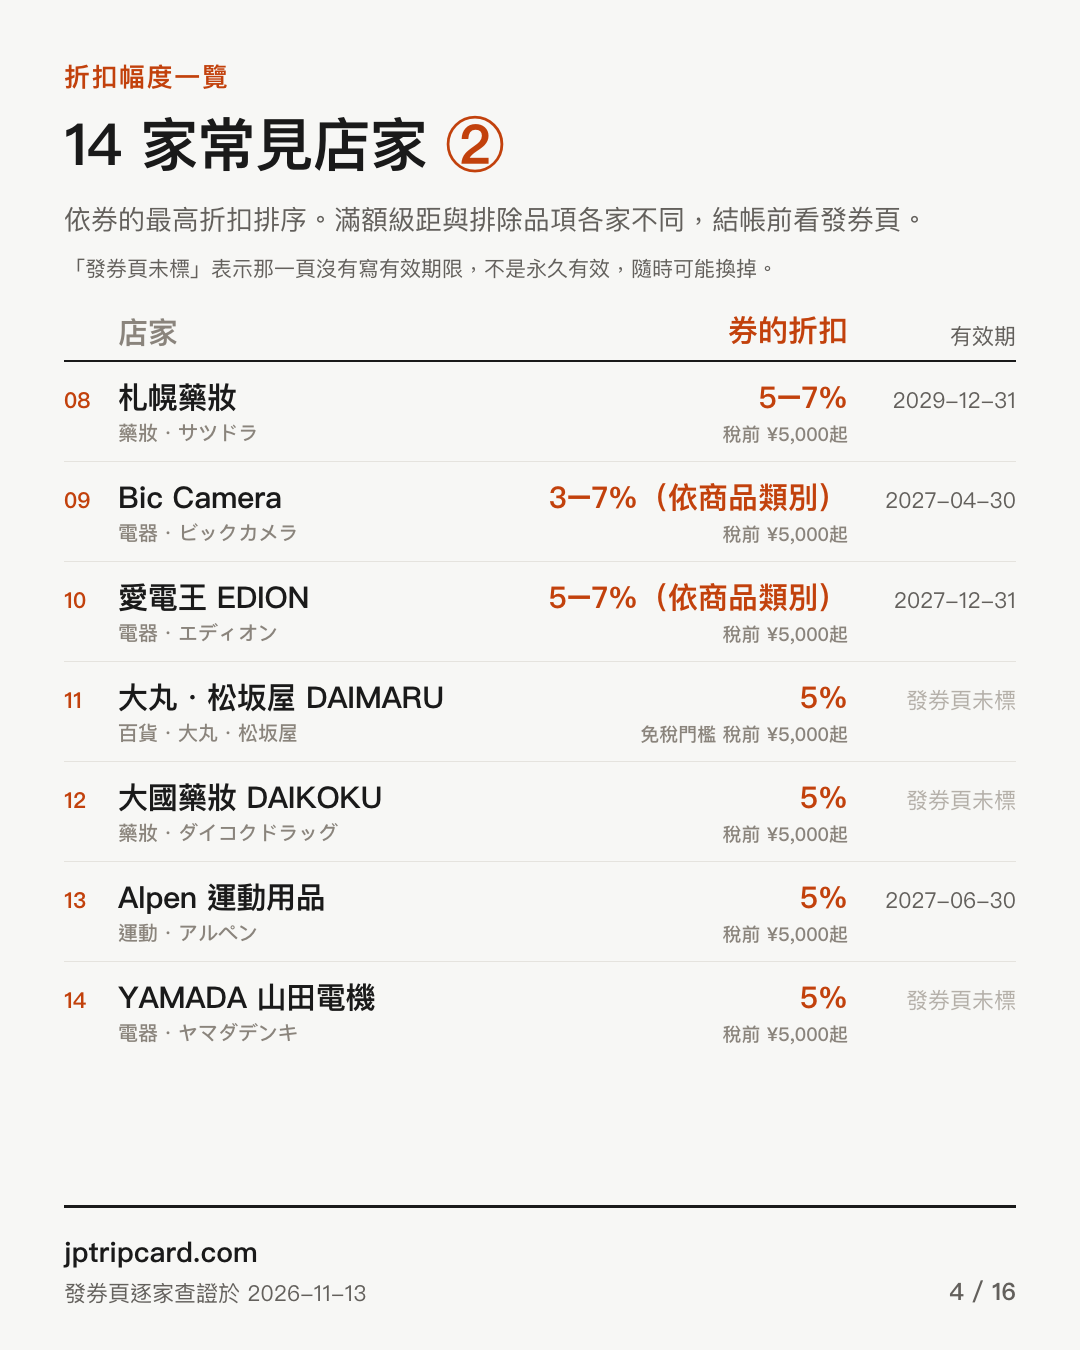 折扣幅度一覽
14 家常見店家 ②
依券的最高折扣排序。滿額級距與排除品項各家不同，結帳前看發券頁。
「發券頁未標」表示那一頁沒有寫有效期限，不是永久有效，隨時可能換掉。
店家 券的折扣 有效期
08 札幌藥妝 5–7% 2029-12-31
藥妝・サツドラ 稅前 ¥5,000起
09 Bic Camera 3–7%（依商品類別） 2027-04-30
電器・ビックカメラ 稅前 ¥5,000起
10 愛電王 EDION 5–7%（依商品類別） 2027-12-31
電器・エディオン 稅前 ¥5,000起
11 大丸・松坂屋 DAIMARU 5% 發券頁未標
百貨・大丸・松坂屋 免稅門檻 稅前 ¥5,000起
12 大國藥妝 DAIKOKU 5% 發券頁未標
藥妝・ダイコクドラッグ 稅前 ¥5,000起
13 Alpen 運動用品 5% 2027-06-30
運動・アルペン 稅前 ¥5,000起
14 YAMADA 山田電機 5% 發券頁未標
電器・ヤマダデンキ 稅前 ¥5,000起
jptripcard.com
發券頁逐家查證於 2026-11-13 4 / 16